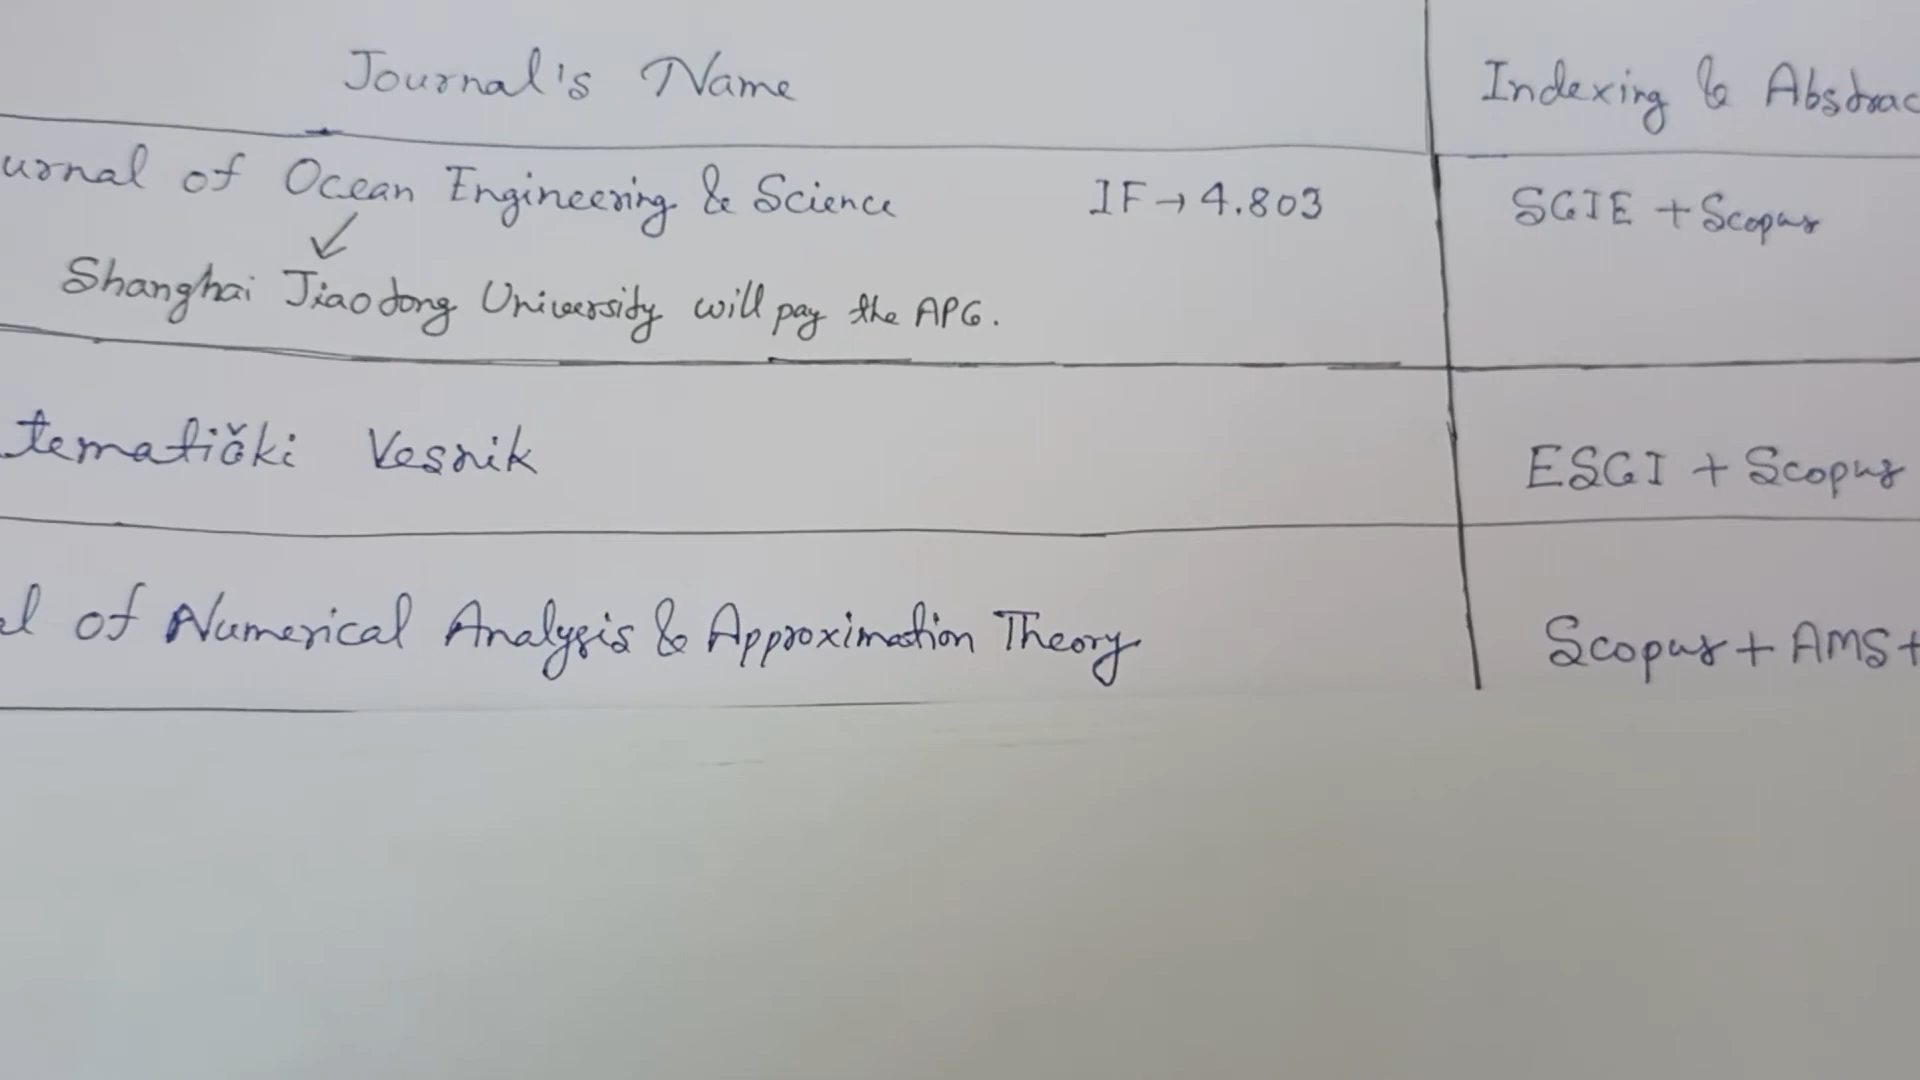 Journal's Name
Indexing & Abstrac
urnal of Ocean Engineering & Science IF → 4.803
SCIE + Scopus
Shanghai Jiaotong University will pay the APC.
tematički Vesnik
ESCI + Scopus
al of Numerical Analysis & Approximation Theory
Scopus + AMS +